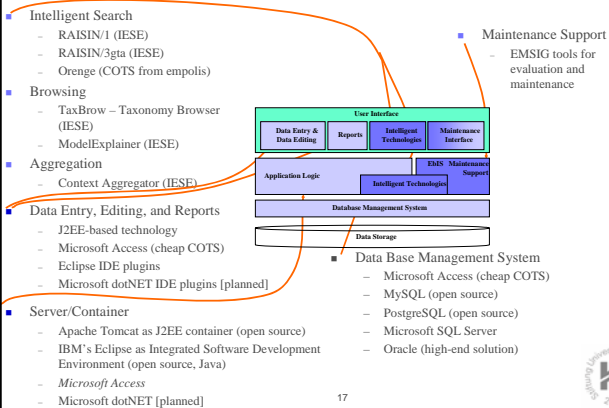 Intelligent Search
– RAISIN/1 (IESE)
– RAISIN/3gta (IESE)
– Orenge (COTS from empolis)
Browsing
– TaxBrow – Taxonomy Browser
(IESE)
– ModelExplainer (IESE)
Aggregation
– Context Aggregator (IESE)
Data Entry, Editing, and Reports
– J2EE-based technology
– Microsoft Access (cheap COTS)
– Eclipse IDE plugins
– Microsoft dotNET IDE plugins [planned]
Server/Container
– Apache Tomcat as J2EE container (open source)
– IBM's Eclipse as Integrated Software Development
Environment (open source, Java)
– Microsoft Access
– Microsoft dotNET [planned]
Maintenance Support
– EMSIG tools for
evaluation and
maintenance
User Interface
Data Entry &
Data Editing
Reports
Intelligent
Technologies
Maintenance
Interface
Application Logic
EbIS Maintenance
Support
Intelligent Technologies
Database Management System
Data Storage
Data Base Management System
– Microsoft Access (cheap COTS)
– MySQL (open source)
– PostgreSQL (open source)
– Microsoft SQL Server
– Oracle (high-end solution)
17